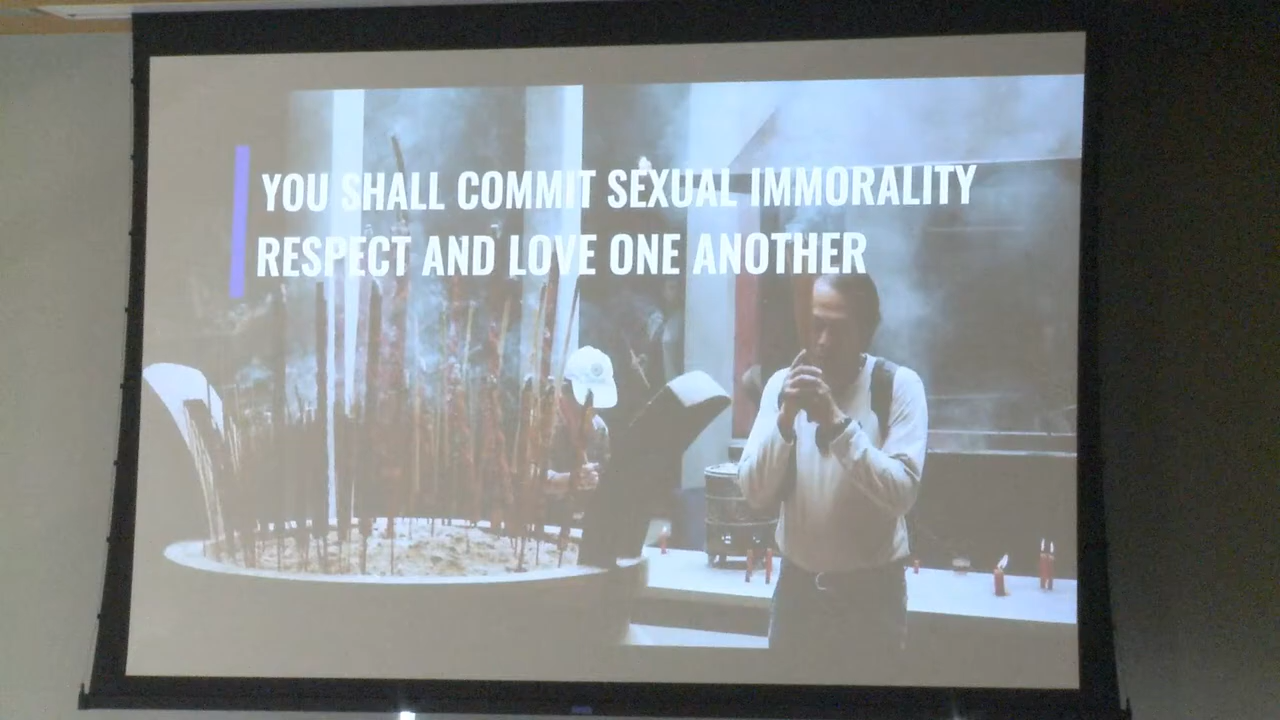 YOU SHALL COMMIT SEXUAL IMMORALITY
RESPECT AND LOVE ONE ANOTHER